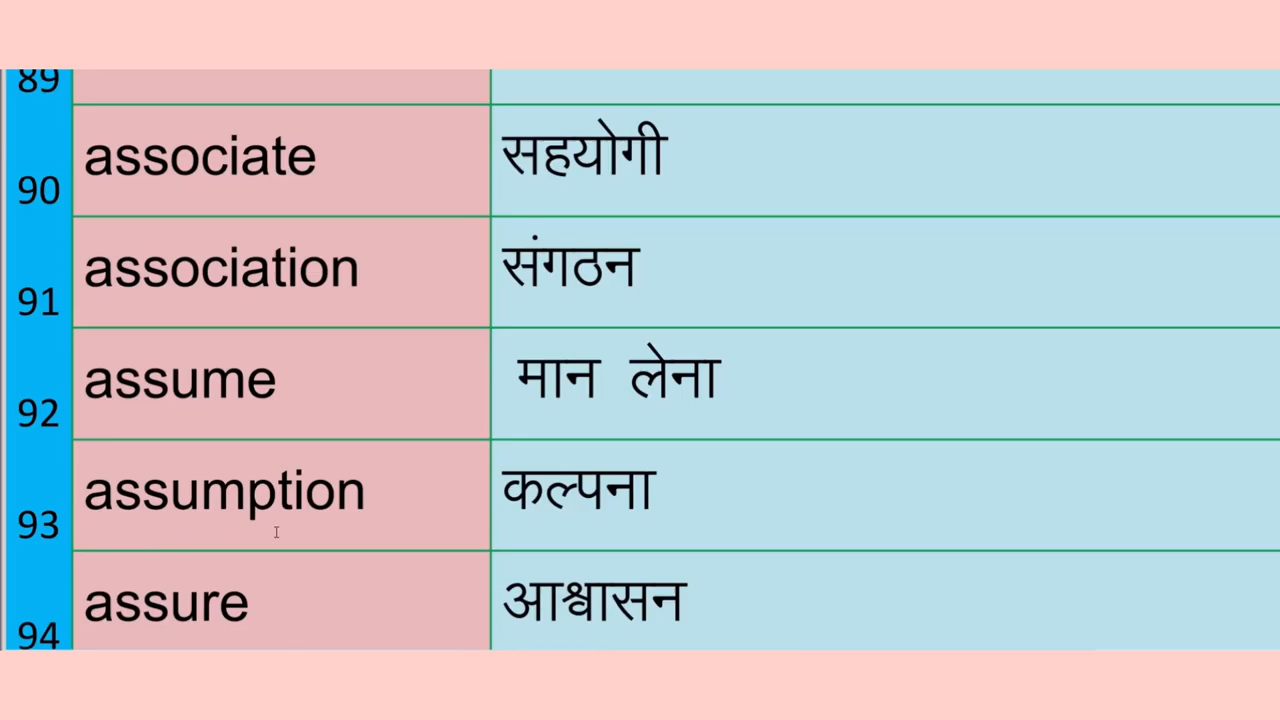 89
90 associate सहयोगी
91 association संगठन
92 assume मान लेना
93 assumption कल्पना
94 assure आश्वासन